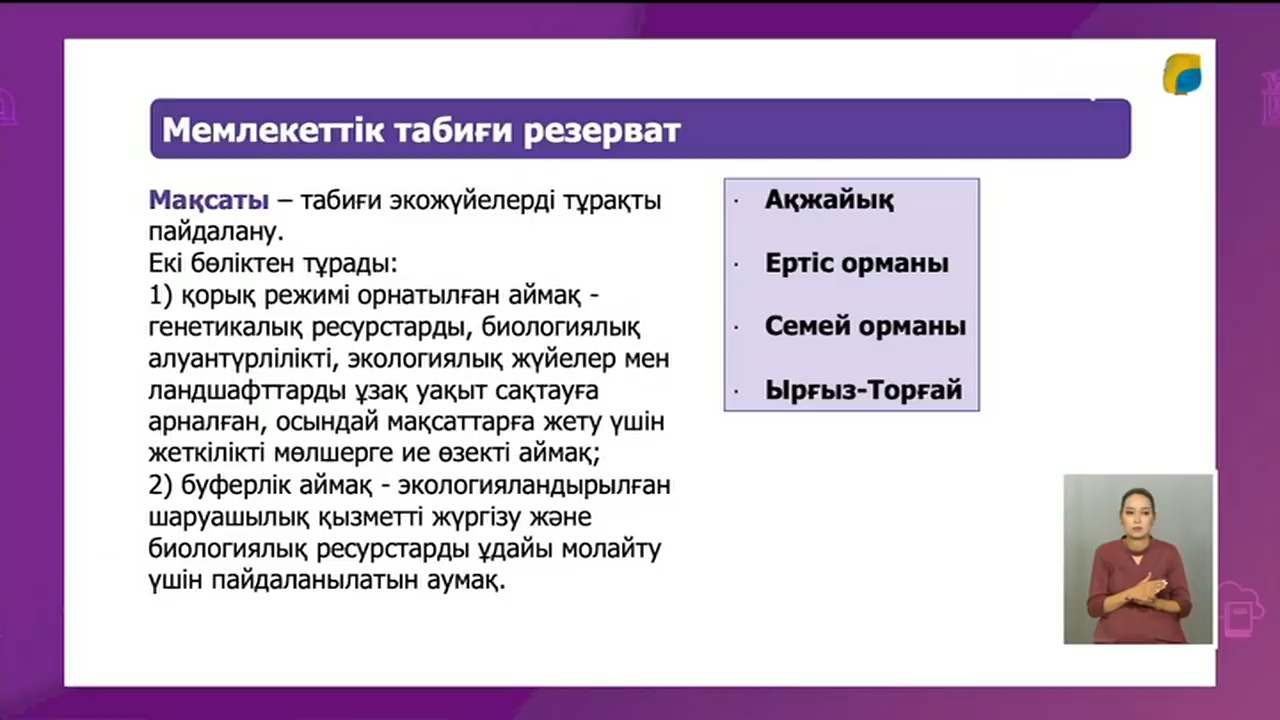 Мемлекеттік табиғи резерват
Мақсаты – табиғи экожүйелерді тұрақты
пайдалану.
Екі бөліктен тұрады:
1) қорық режимі орнатылған аймақ -
генетикалық ресурстарды, биологиялық
алуантүрлілікті, экологиялық жүйелер мен
ландшафттарды ұзақ уақыт сақтауға
арналған, осындай мақсаттарға жету үшін
жеткілікті мөлшерге ие өзекті аймақ;
2) буферлік аймақ - экологияландырылған
шаруашылық қызметті жүргізу және
биологиялық ресурстарды ұдайы молайту
үшін пайдаланылатын аумақ.
· Ақжайық
· Ертіс орманы
· Семей орманы
· Ырғыз-Торғай